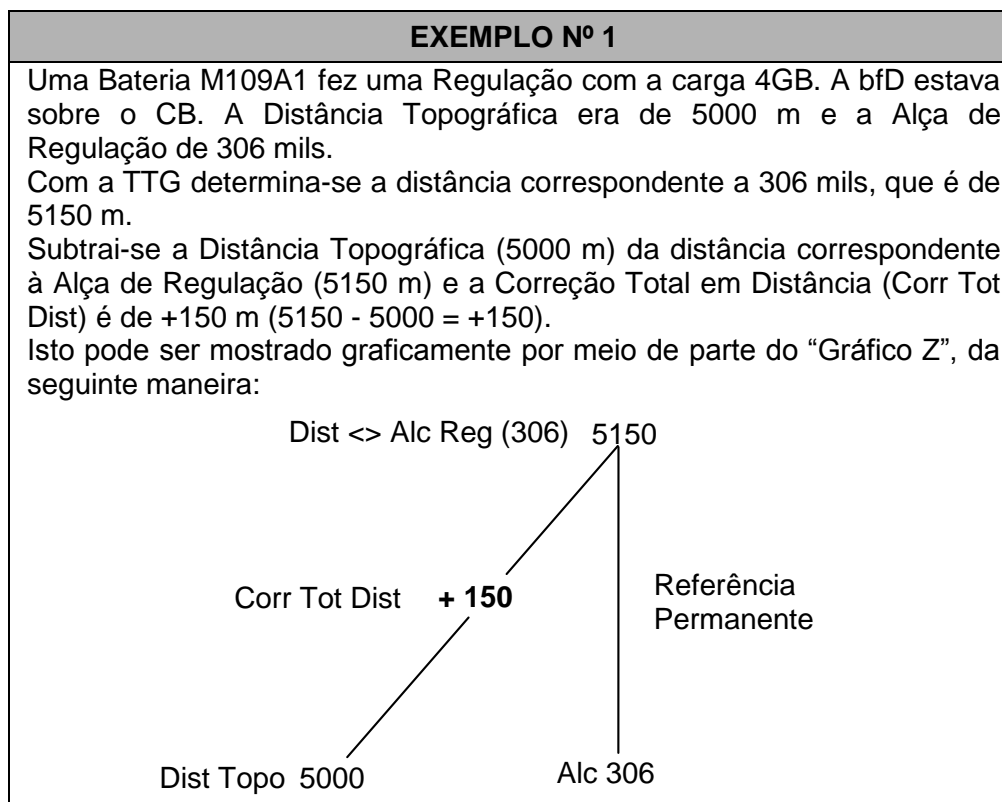 EXEMPLO Nº 1
Uma Bateria M109A1 fez uma Regulação com a carga 4GB. A bfD estava
sobre o CB. A Distância Topográfica era de 5000 m e a Alça de
Regulação de 306 mils.
Com a TTG determina-se a distância correspondente a 306 mils, que é de
5150 m.
Subtrai-se a Distância Topográfica (5000 m) da distância correspondente
à Alça de Regulação (5150 m) e a Correção Total em Distância (Corr Tot
Dist) é de +150 m (5150 - 5000 = +150).
Isto pode ser mostrado graficamente por meio de parte do “Gráfico Z”, da
seguinte maneira:
Dist <> Alc Reg (306) 5150
Corr Tot Dist + 150
Referência
Permanente
Dist Topo 5000
Alc 306